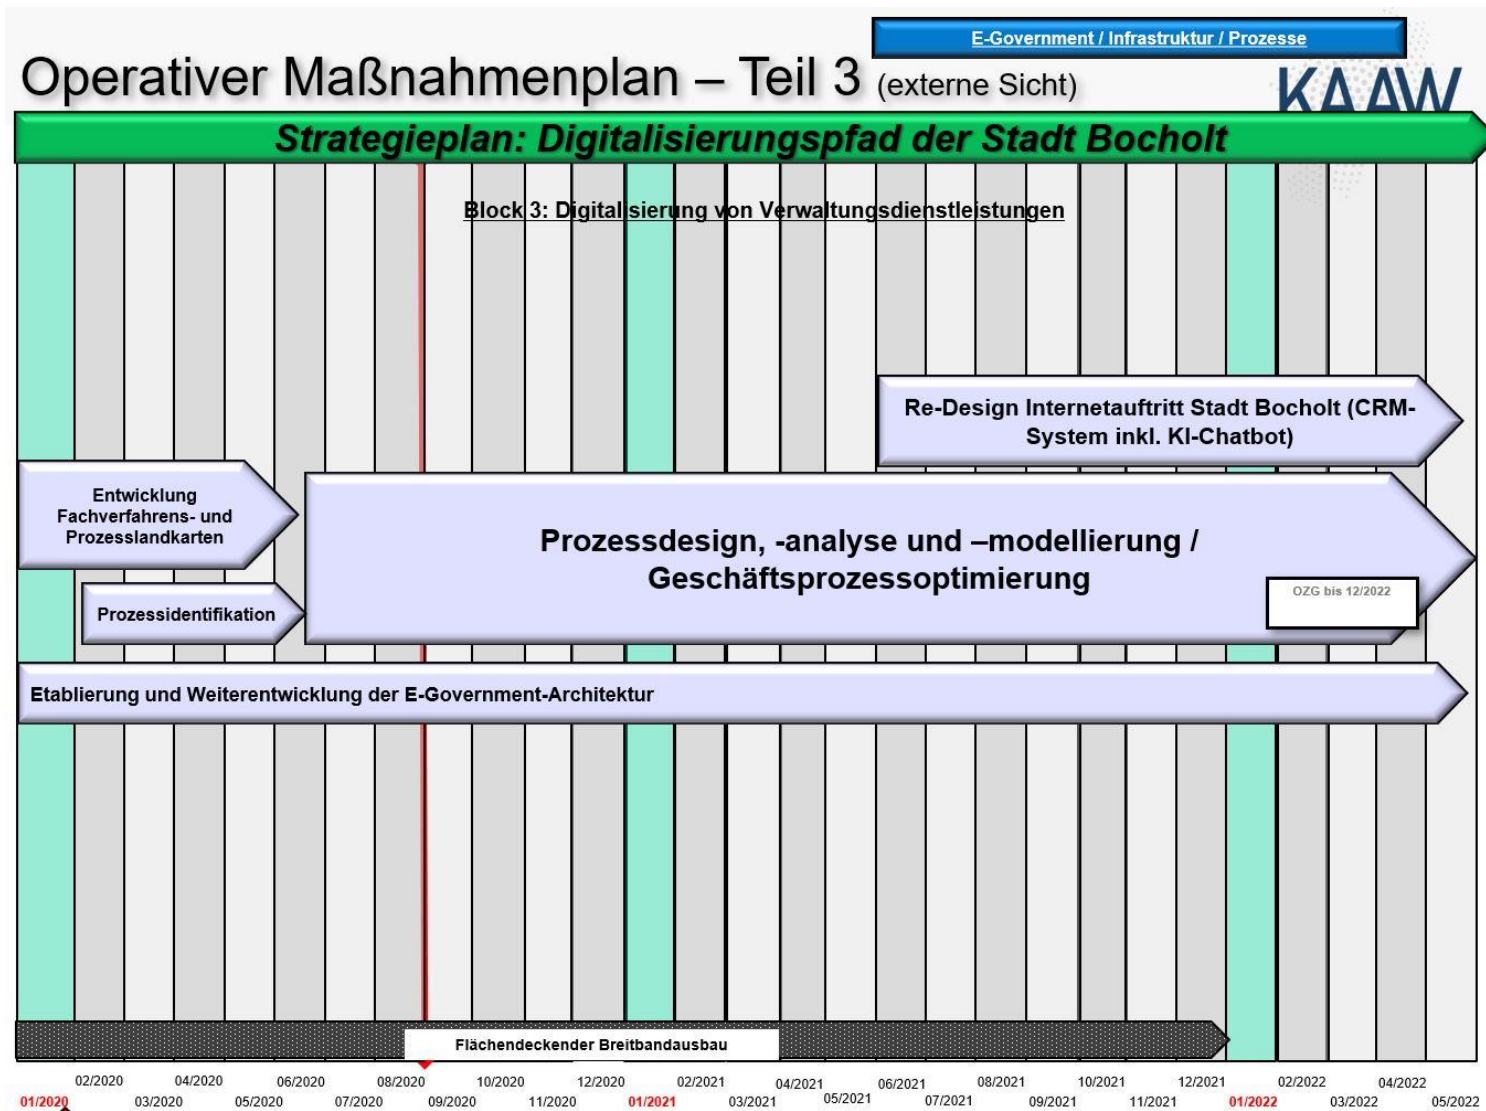 E-Government / Infrastruktur / Prozesse
Operativer Maßnahmenplan – Teil 3 (externe Sicht)
KAAW
Strategieplan: Digitalisierungspfad der Stadt Bocholt
Block 3: Digitalisierung von Verwaltungsdienstleistungen
Re-Design Internetauftritt Stadt Bocholt (CRM-
System inkl. KI-Chatbot)
Entwicklung
Fachverfahrens- und
Prozesslandkarten
Prozessdesign, -analyse und –modellierung /
Geschäftsprozessoptimierung
OZG bis 12/2022
Prozessidentifikation
Etablierung und Weiterentwicklung der E-Government-Architektur
Flächendeckender Breitbandausbau
02/2020 04/2020 06/2020 08/2020 10/2020 12/2020 02/2021 04/2021 06/2021 08/2021 10/2021 12/2021 02/2022 04/2022
01/2020 03/2020 05/2020 07/2020 09/2020 11/2020 01/2021 03/2021 05/2021 07/2021 09/2021 11/2021 01/2022 03/2022 05/2022